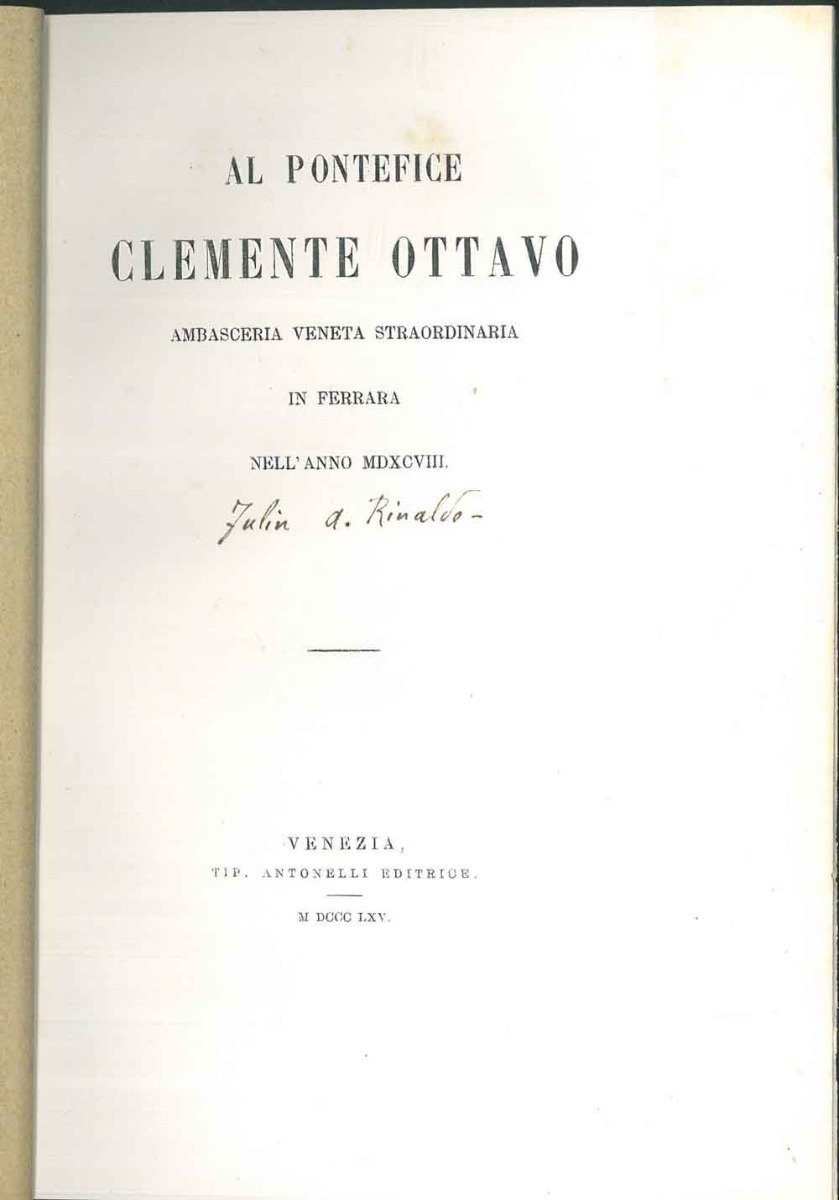 AL PONTEFICE
CLEMENTE OTTAVO
AMBASCERIA VENETA STRAORDINARIA
IN FERRARA
NELL' ANNO MDXCVIII.
Fulin a. Rinaldo-
VENEZIA,
TIP. ANTONELLI EDITRICE.
M DCCC LXV.